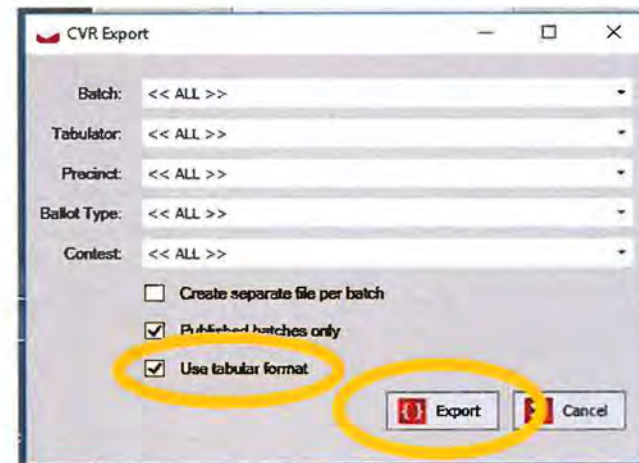 CVR Export
Batch: << ALL >>
Tabulator: << ALL >>
Precinct: << ALL >>
Ballot Type: << ALL >>
Contest: << ALL >>
Create separate file per batch
Published batches only
Use tabular format
Export Cancel